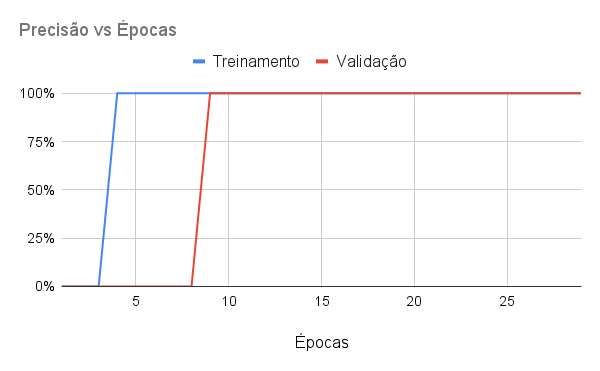 Precisão vs Épocas
Treinamento Validação
100%
75%
50%
25%
0%
5 10 15 20 25
Épocas